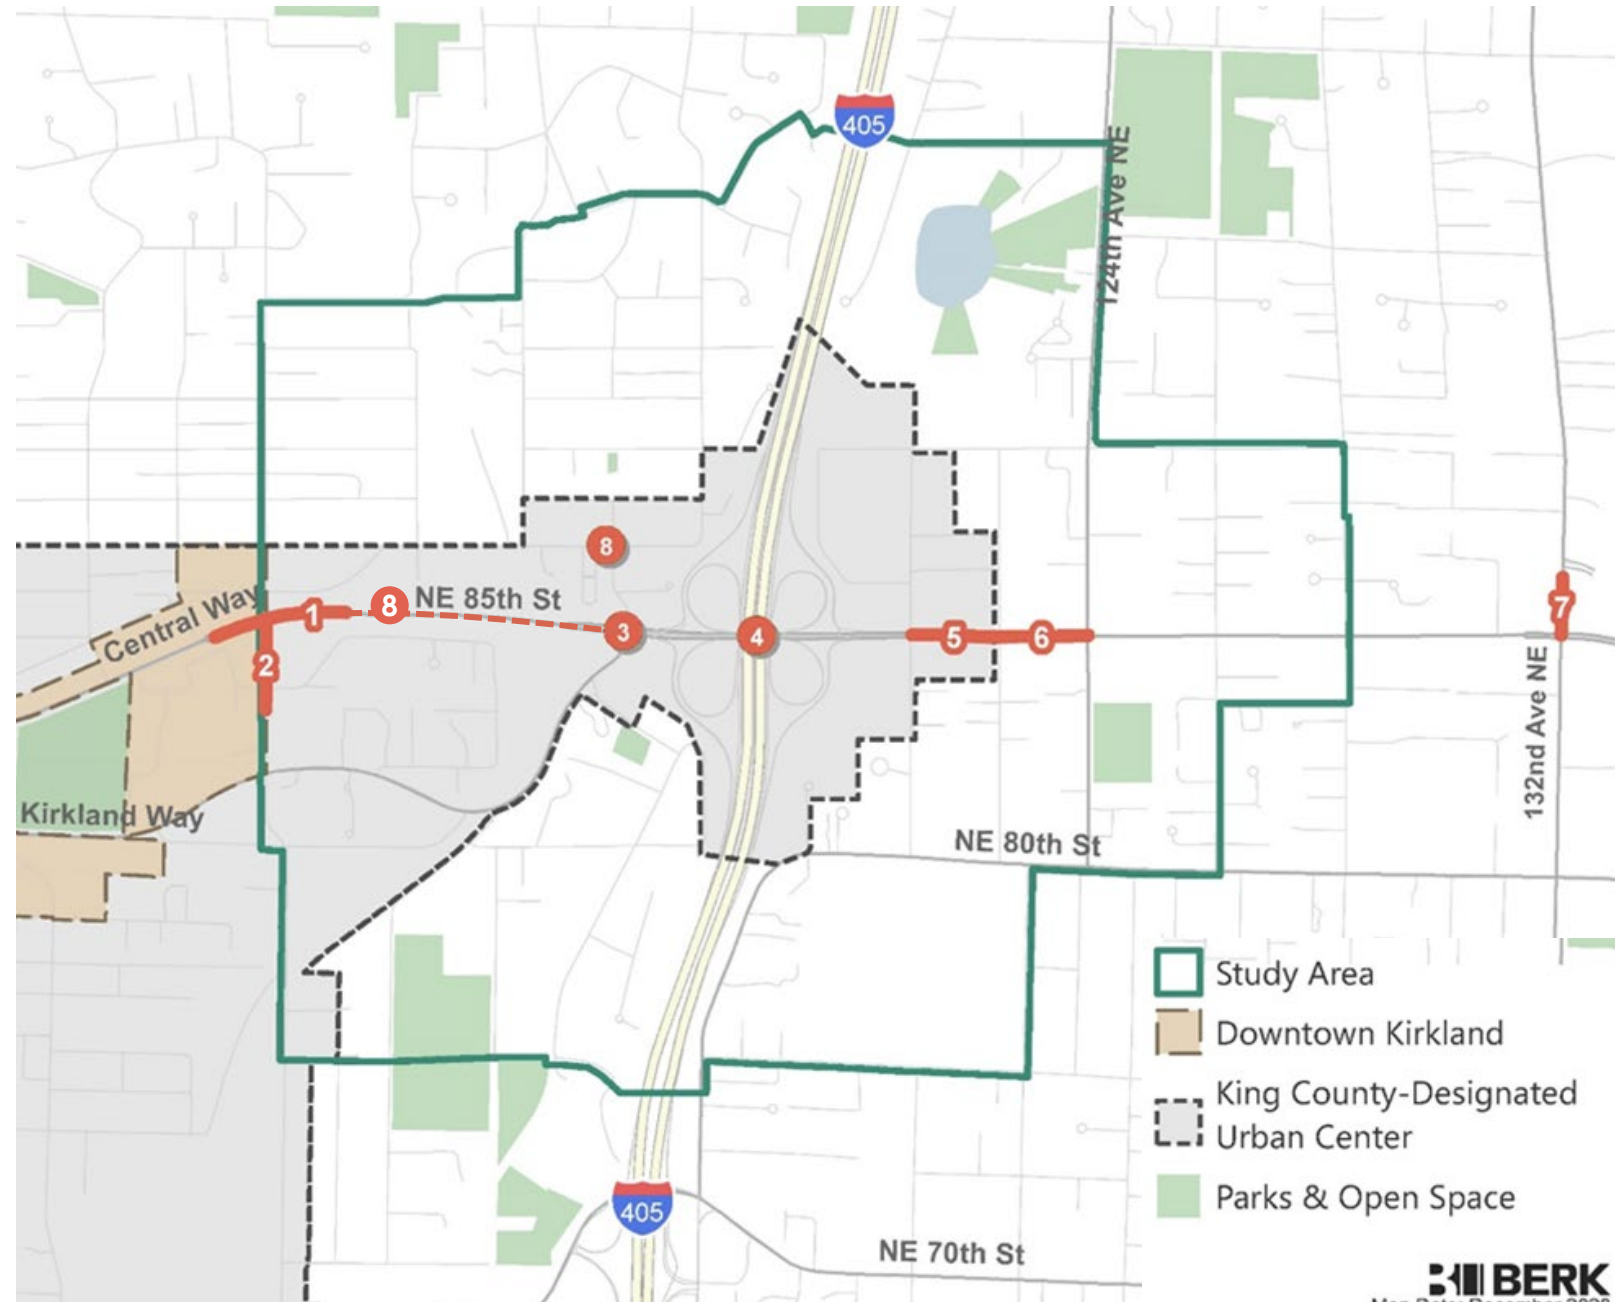 405
124th Ave NE
8
NE 85th St
8
Central Way
1
2
3
4
5
6
7
132nd Ave NE
Kirkland Way
NE 80th St
405
NE 70th St
Study Area
Downtown Kirkland
King County-Designated
Urban Center
Parks & Open Space
BERK